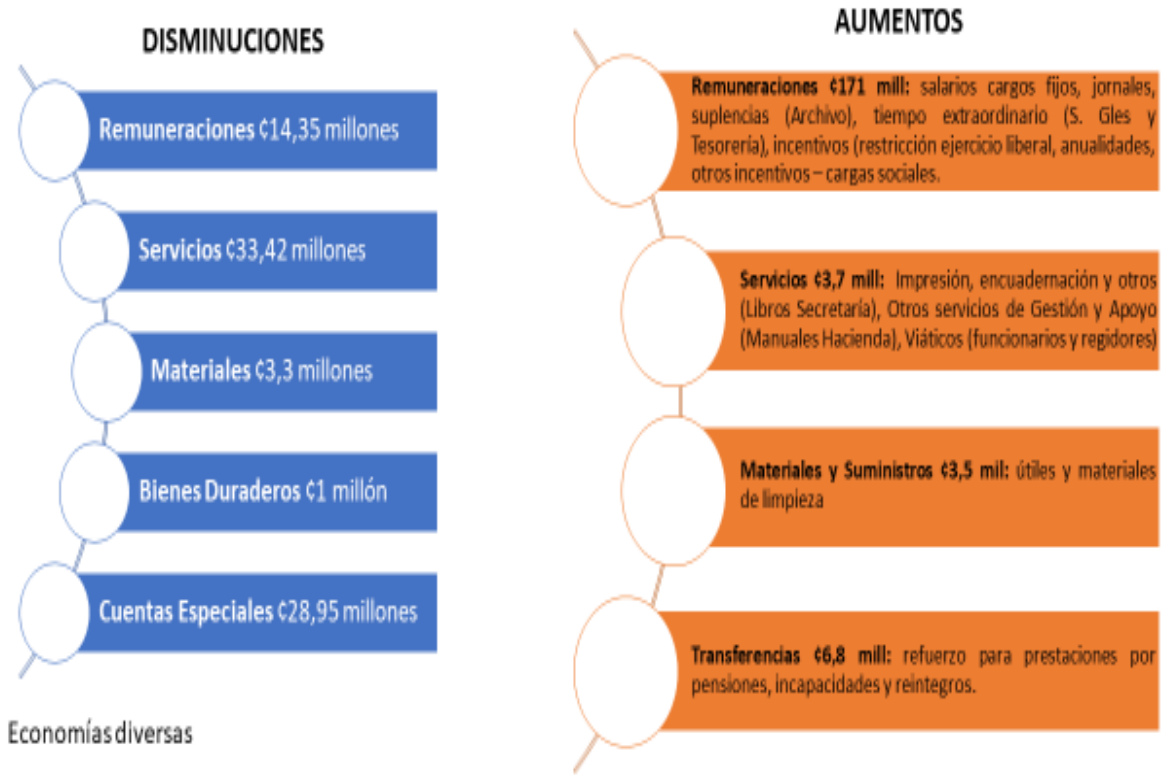 DISMINUCIONES
Remuneraciones ¢14,35 millones
Servicios ¢33,42 millones
Materiales ¢3,3 millones
Bienes Duraderos ¢1 millón
Cuentas Especiales ¢28,95 millones
Economías diversas
AUMENTOS
Remuneraciones ¢171 mill: salarios cargos fijos, jornales,
suplencias (Archivo), tiempo extraordinario (S. Gles y
Tesorería), incentivos (restricción ejercicio liberal, anualidades,
otros incentivos – cargas sociales.
Servicios ¢3,7 mill: Impresión, encuadernación y otros
(Libros Secretaría), Otros servicios de Gestión y Apoyo
(Manuales Hacienda), Viáticos (funcionarios y regidores)
Materiales y Suministros ¢3,5 mil: útiles y materiales
de limpieza
Transferencias ¢6,8 mill: refuerzo para prestaciones por
pensiones, incapacidades y reintegros.